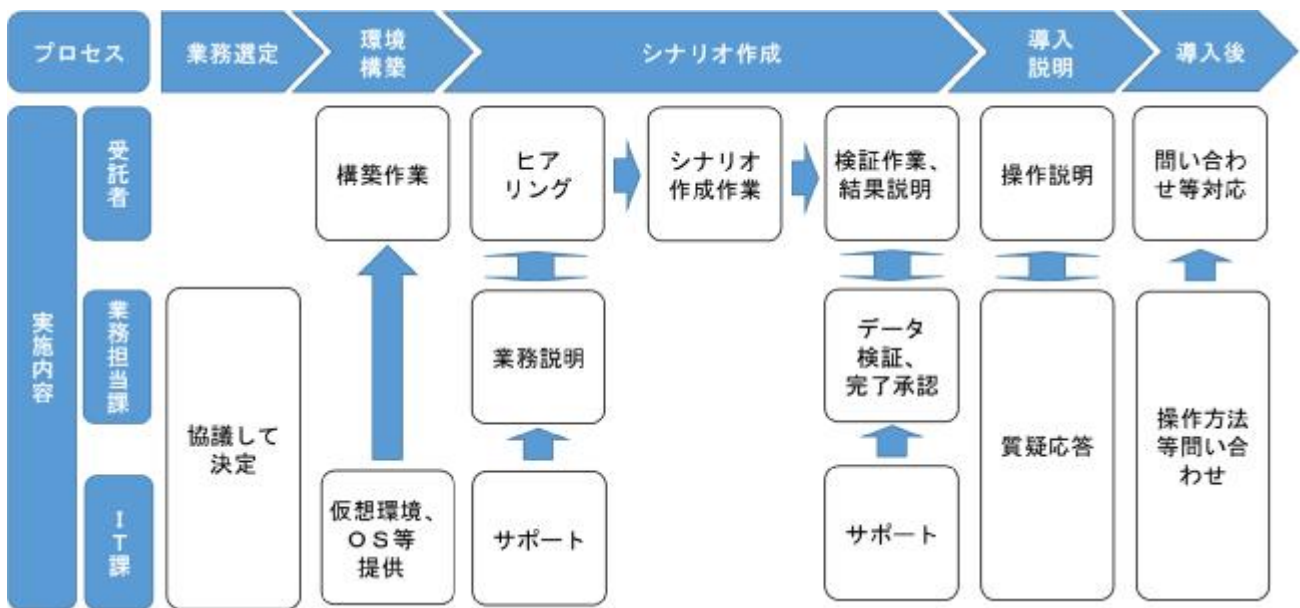 プロセス
業務選定
環境
構築
シナリオ作成
導入
説明
導入後
実施内容
受託者
構築作業
ヒア
リング
シナリオ
作成作業
検証作業、
結果説明
操作説明
問い合わ
せ等対応
業務担当課
協議して
決定
業務説明
データ
検証、
完了承認
質疑応答
操作方法
等問い合
わせ
IT課
仮想環境、
OS等
提供
サポート
サポート